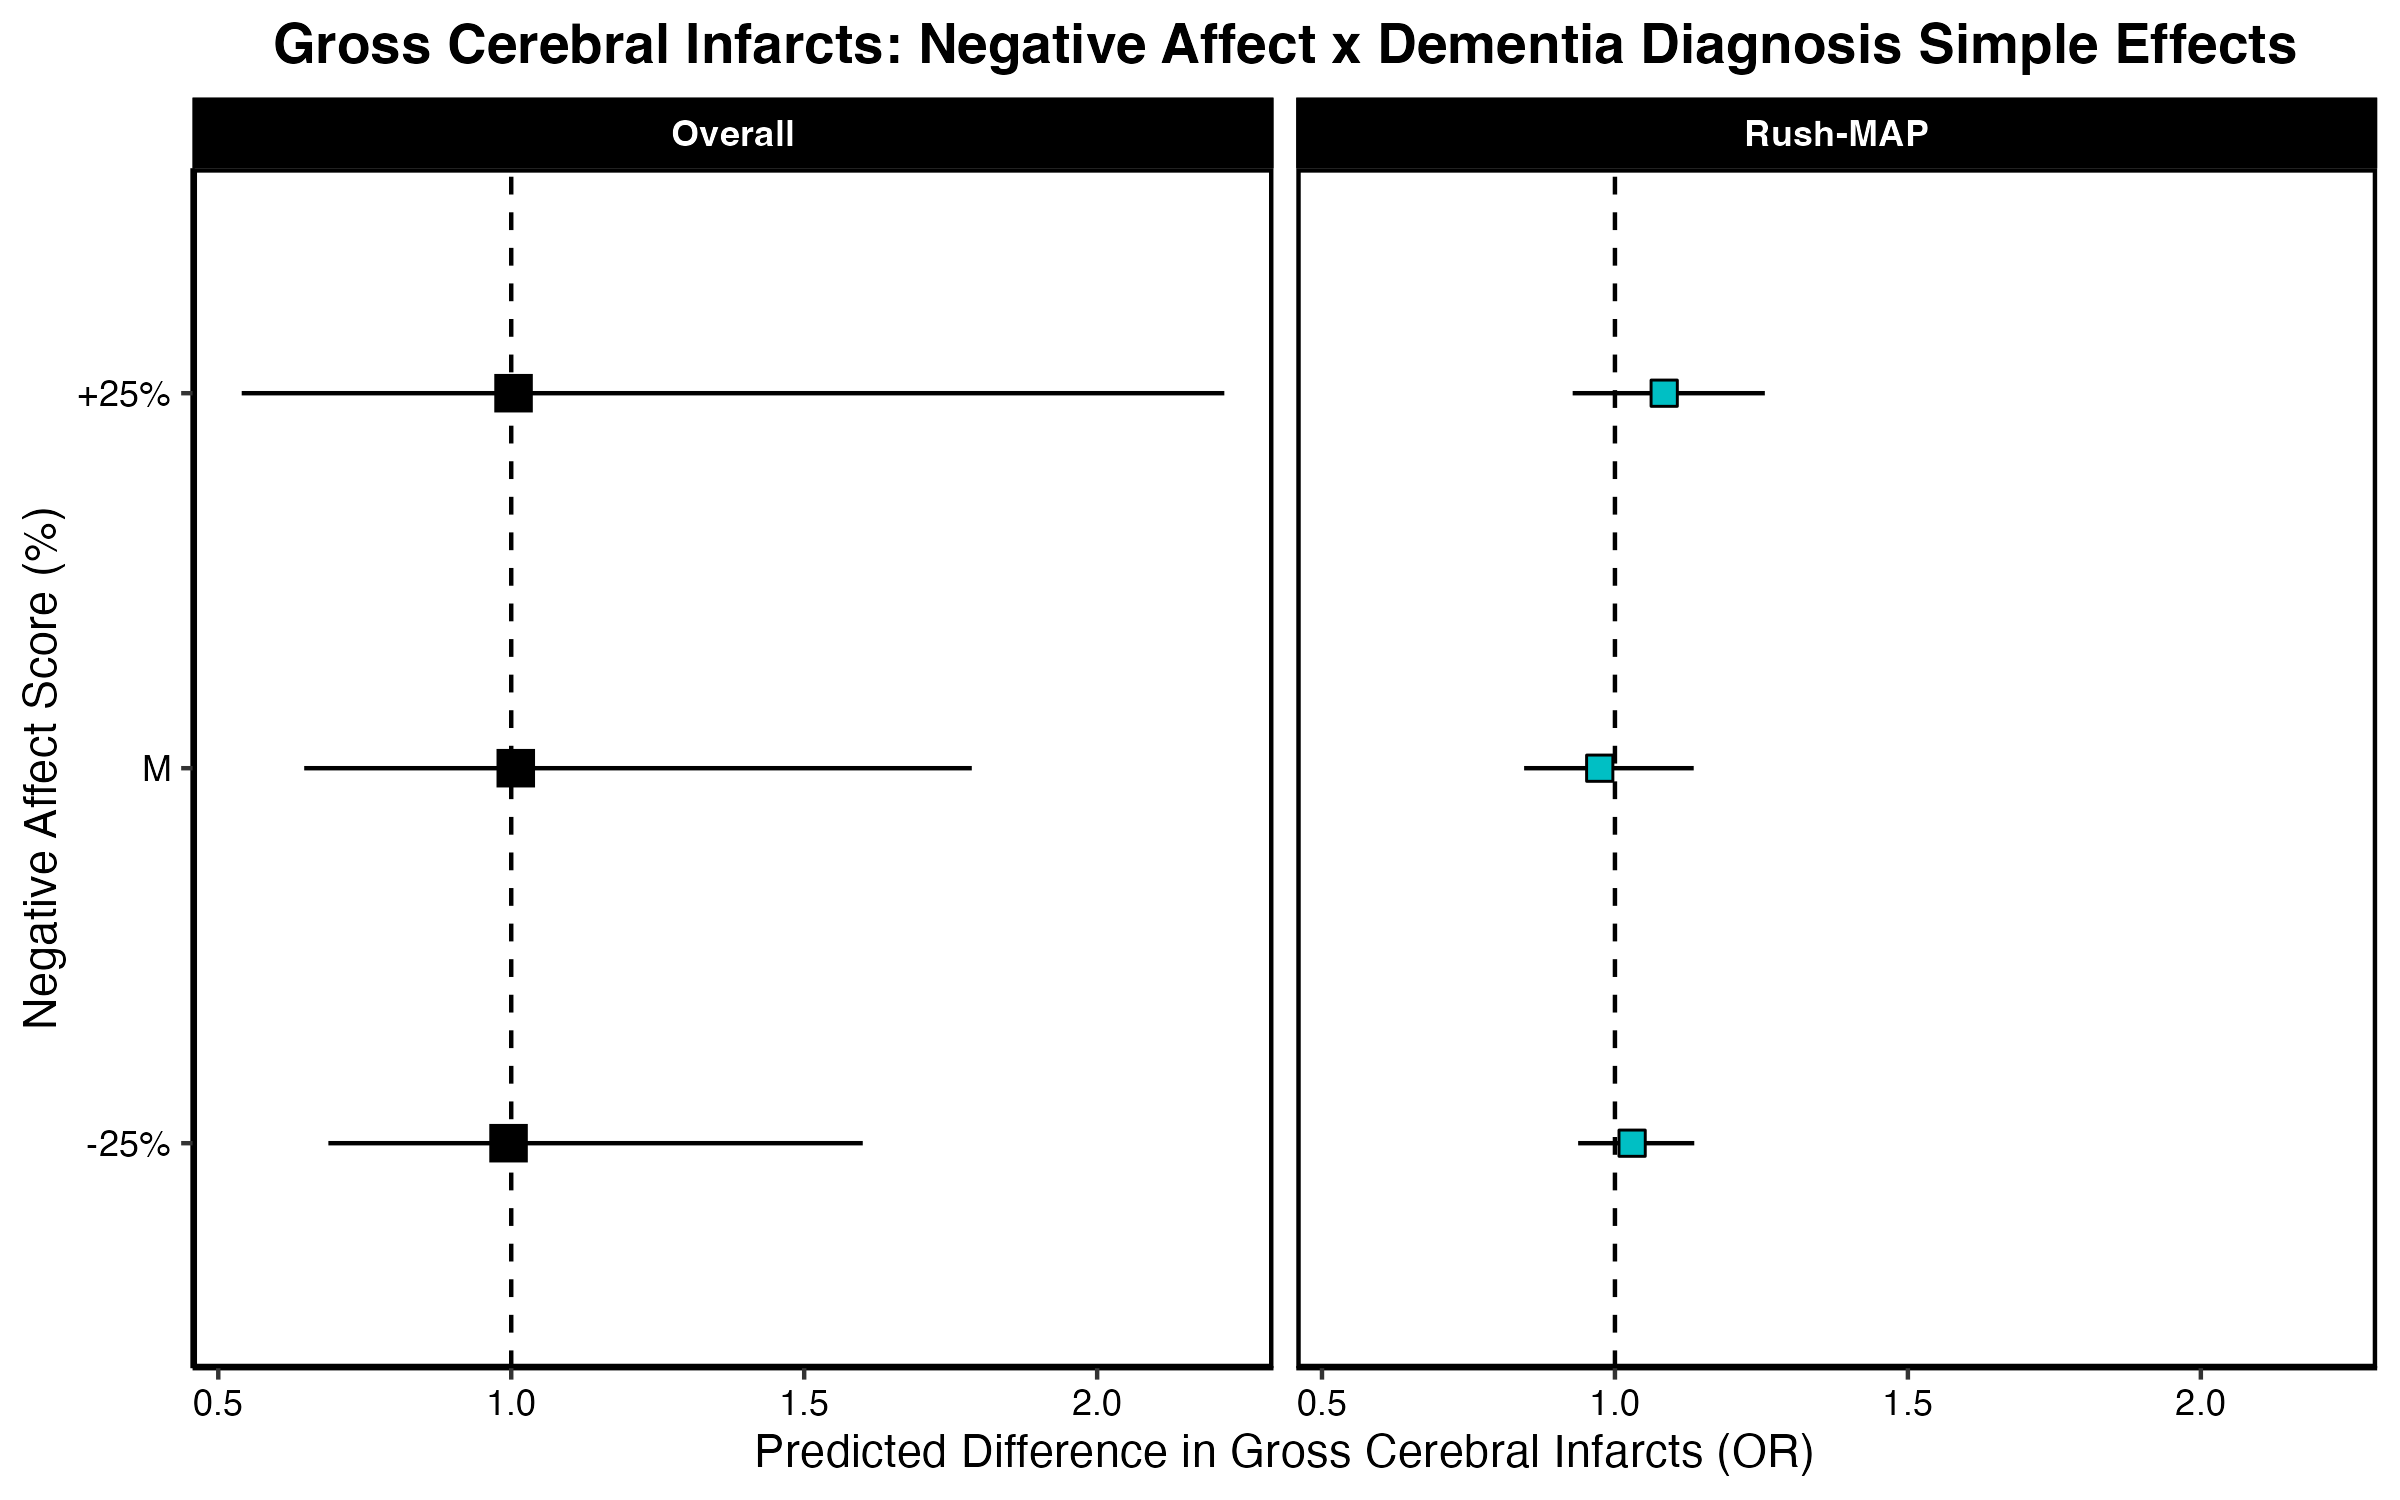 Gross Cerebral Infarcts: Negative Affect x Dementia Diagnosis Simple Effects
Overall
Rush-MAP
Negative Affect Score (%)
+25%
M
-25%
0.5 1.0 1.5 2.0
0.5 1.0 1.5 2.0
Predicted Difference in Gross Cerebral Infarcts (OR)